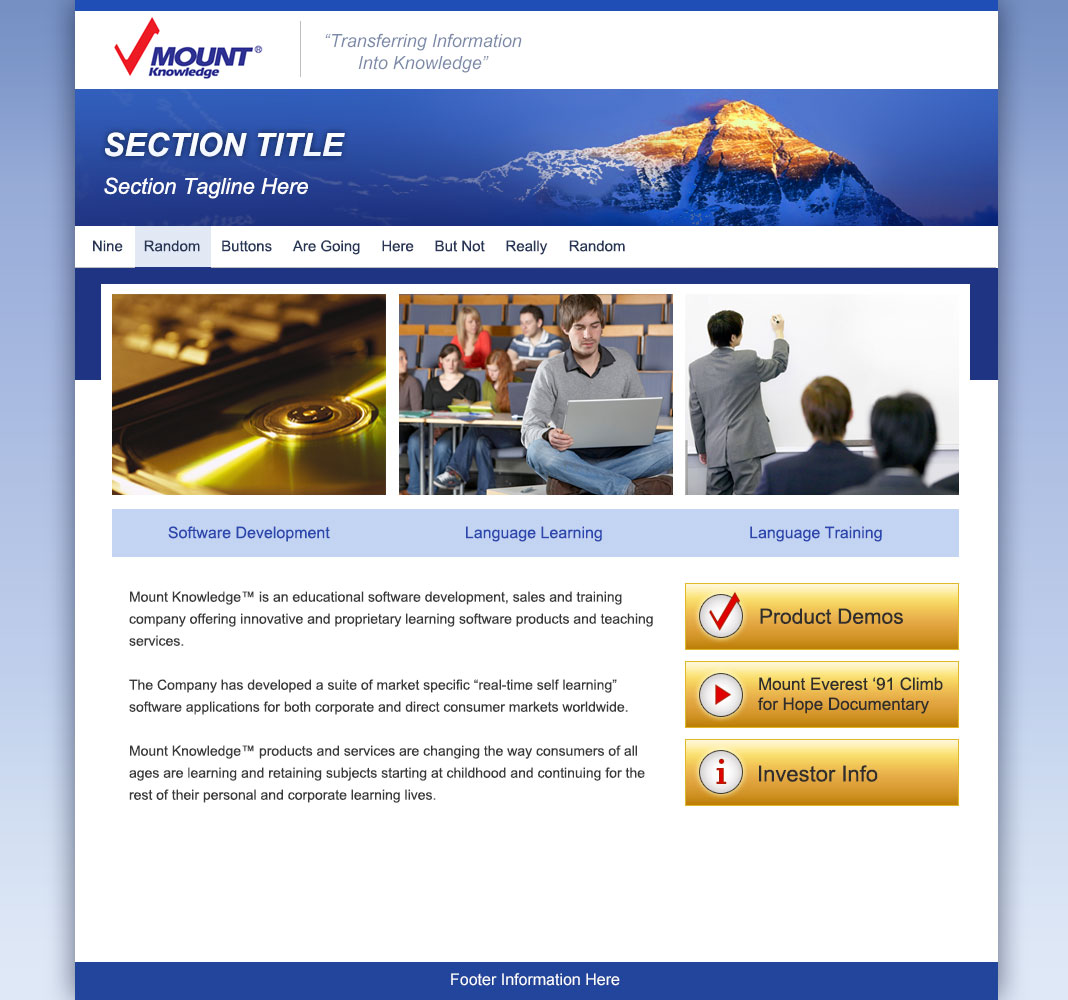 MOUNT®
Knowledge
“Transferring Information
Into Knowledge”
SECTION TITLE
Section Tagline Here
Nine Random Buttons Are Going Here But Not Really Random
Software Development Language Learning Language Training
Mount Knowledge™ is an educational software development, sales and training
company offering innovative and proprietary learning software products and teaching
services.
The Company has developed a suite of market specific “real-time self learning”
software applications for both corporate and direct consumer markets worldwide.
Mount Knowledge™ products and services are changing the way consumers of all
ages are learning and retaining subjects starting at childhood and continuing for the
rest of their personal and corporate learning lives.
Product Demos
Mount Everest ‘91 Climb
for Hope Documentary
Investor Info
Footer Information Here